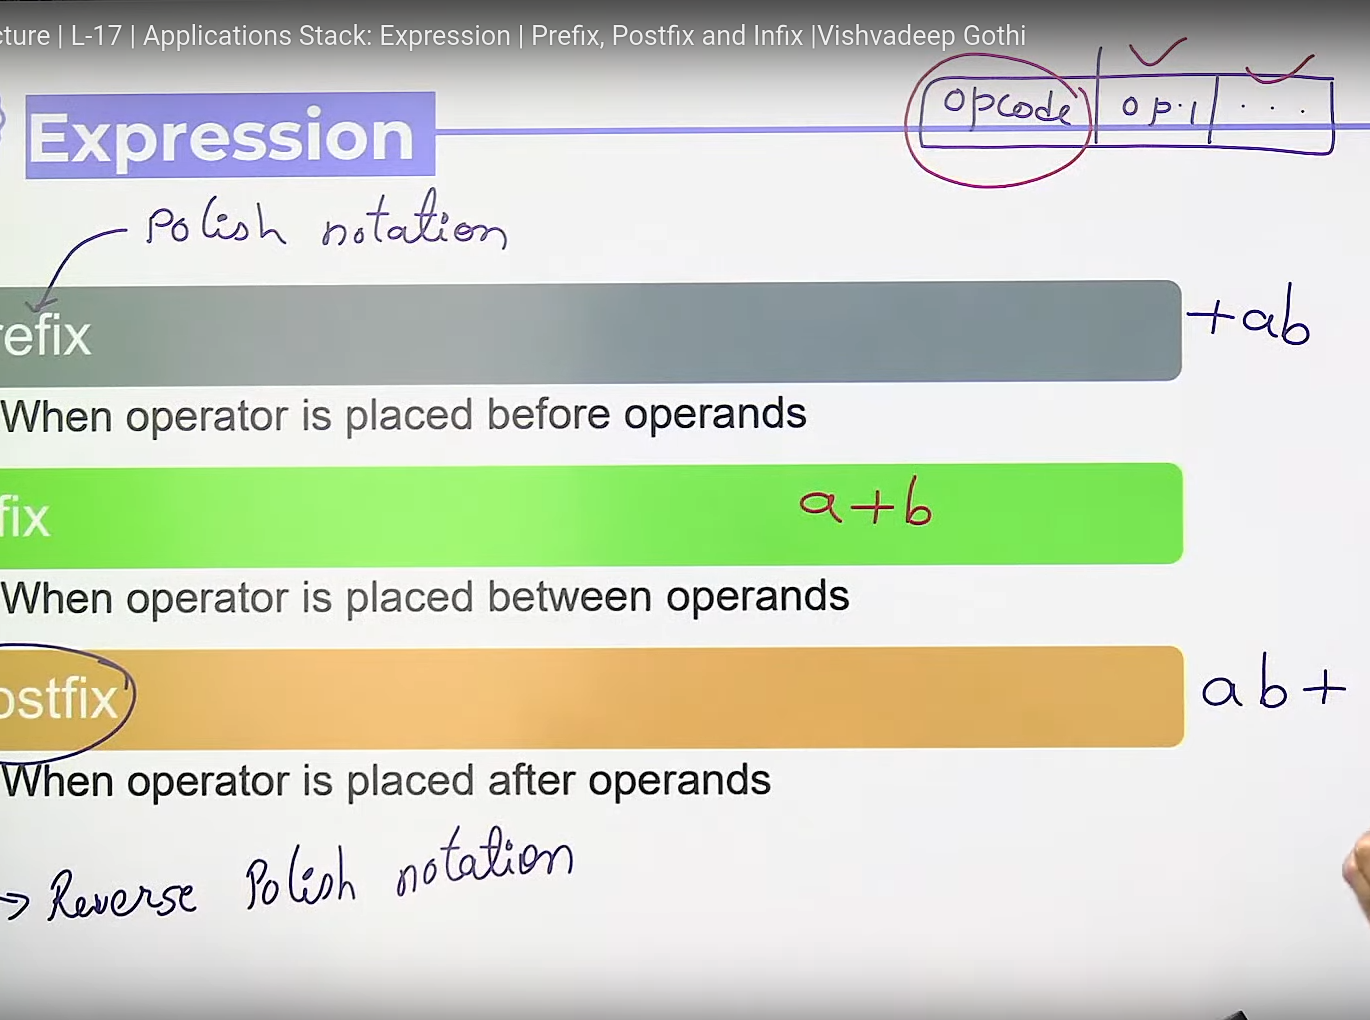 cture | L-17 | Applications Stack: Expression | Prefix, Postfix and Infix |Vishvadeep Gothi
opcode op.1 ...
Expression
Polish notation
refix +ab
When operator is placed before operands
fix a+b
When operator is placed between operands
ostfix ab+
When operator is placed after operands
→ Reverse Polish notation